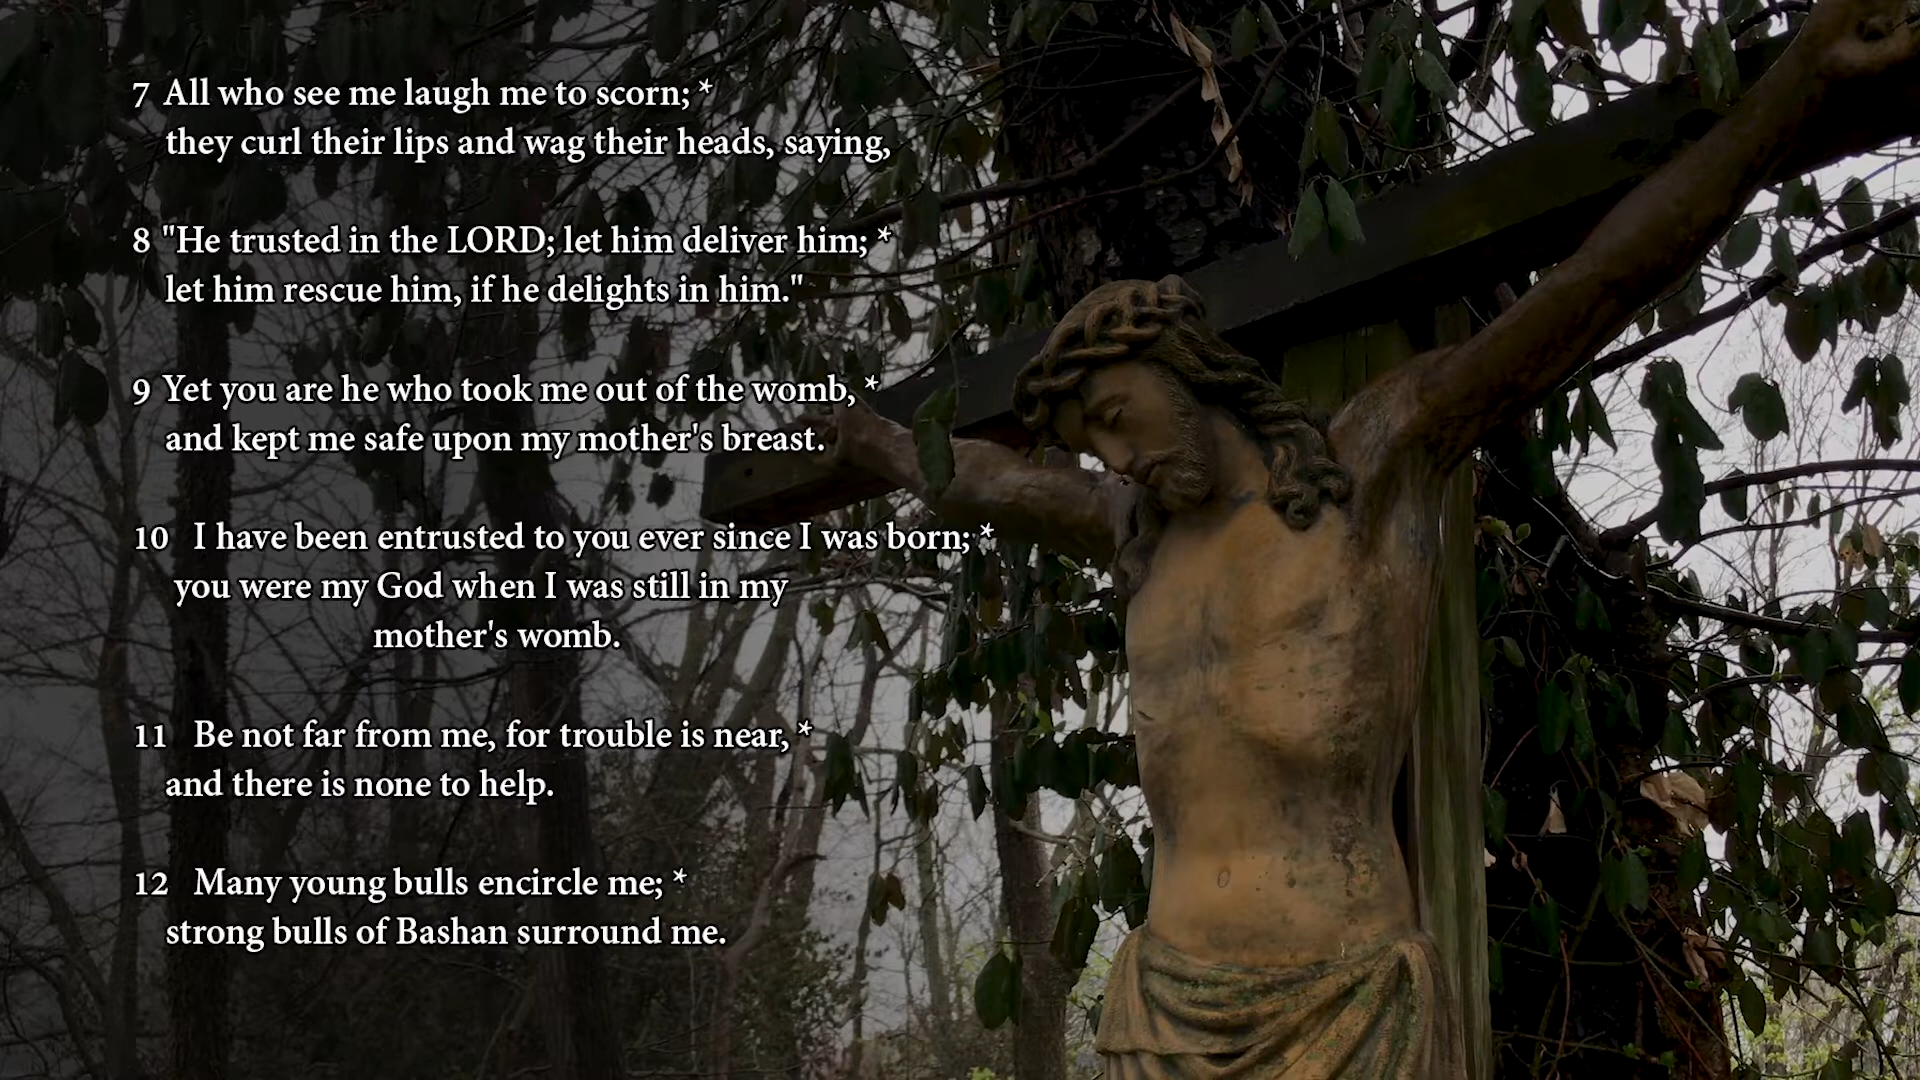 7 All who see me laugh me to scorn; *
they curl their lips and wag their heads, saying,
8 "He trusted in the LORD; let him deliver him; *
let him rescue him, if he delights in him."
9 Yet you are he who took me out of the womb, *
and kept me safe upon my mother's breast.
10 I have been entrusted to you ever since I was born; *
you were my God when I was still in my
mother's womb.
11 Be not far from me, for trouble is near, *
and there is none to help.
12 Many young bulls encircle me; *
strong bulls of Bashan surround me.